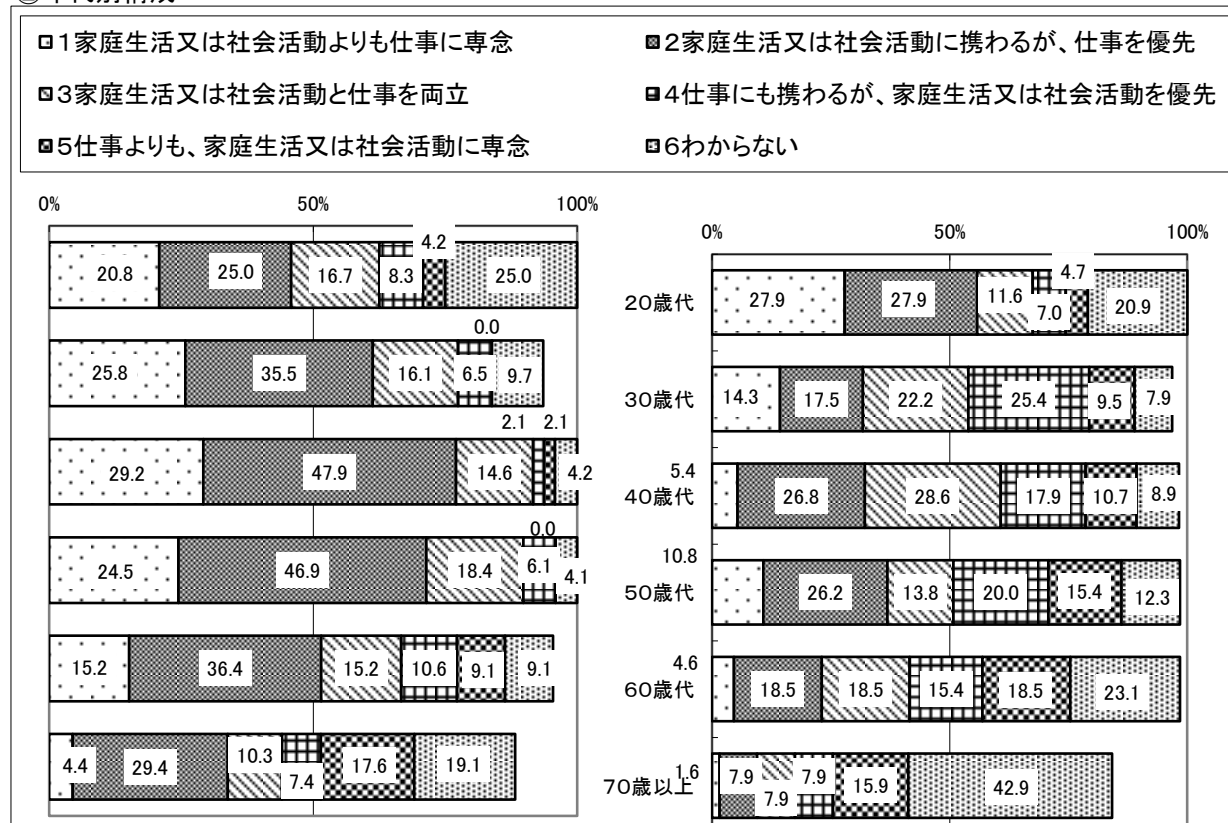 1家庭生活又は社会活動よりも仕事に専念
2家庭生活又は社会活動に携わるが、仕事を優先
3家庭生活又は社会活動と仕事を両立
4仕事にも携わるが、家庭生活又は社会活動を優先
5仕事よりも、家庭生活又は社会活動に専念
6わからない
0% 50% 100%
20.8 25.0 16.7 8.3 4.2 25.0
25.8 35.5 16.1 6.5 0.0 9.7
29.2 47.9 14.6 2.1 2.1 4.2
24.5 46.9 18.4 6.1 0.0 4.1
15.2 36.4 15.2 10.6 9.1 9.1
4.4 29.4 10.3 7.4 17.6 19.1
0% 50% 100%
20歳代 27.9 27.9 11.6 4.7 7.0 20.9
30歳代 14.3 17.5 22.2 25.4 9.5 7.9
40歳代 5.4 26.8 28.6 17.9 10.7 8.9
50歳代 10.8 26.2 13.8 20.0 15.4 12.3
60歳代 4.6 18.5 18.5 15.4 18.5 23.1
70歳以上 1.6 7.9 7.9 7.9 15.9 42.9